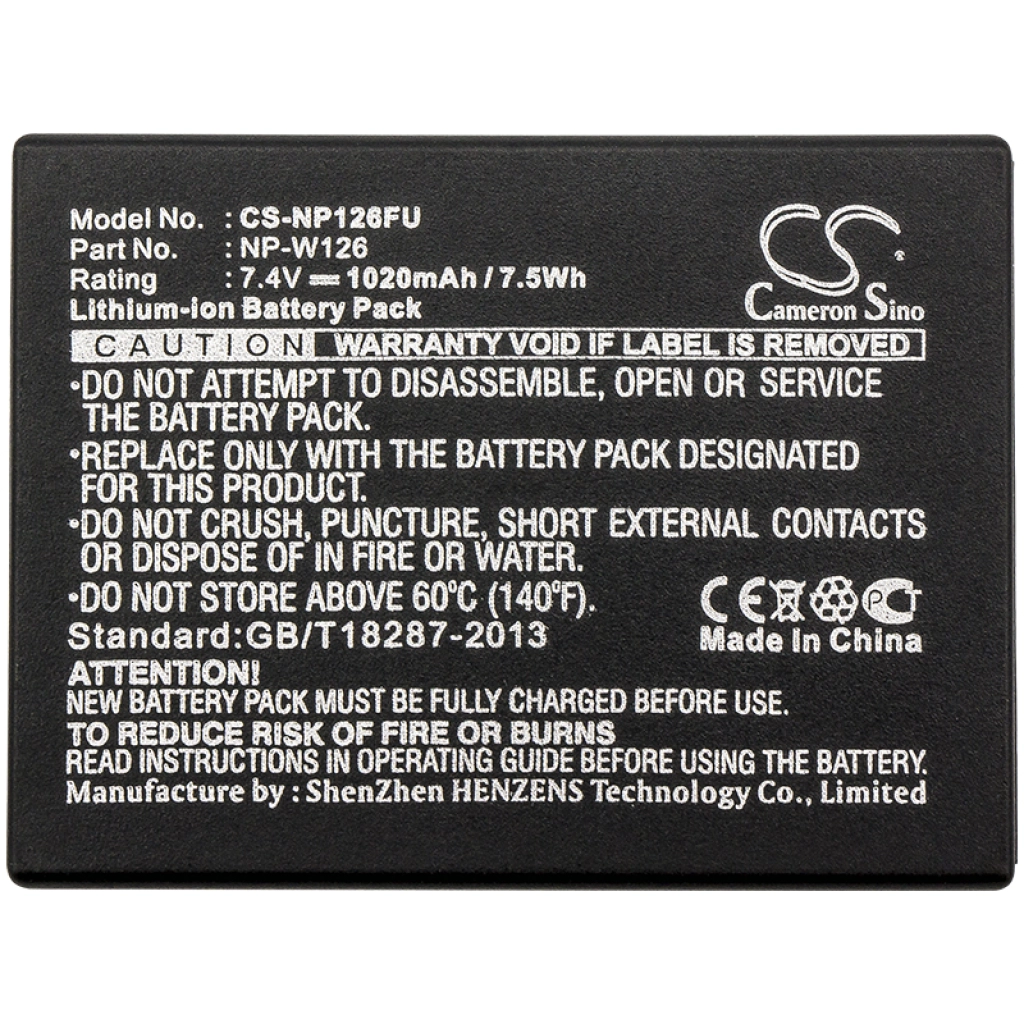 Model No. : CS-NP126FU
Part No. : NP-W126
Rating : 7.4V ⎓ 1020mAh / 7.5Wh
Lithium-ion Battery Pack
CS
Cameron Sino
CAUTION WARRANTY VOID IF LABEL IS REMOVED
•DO NOT ATTEMPT TO DISASSEMBLE, OPEN OR SERVICE
THE BATTERY PACK.
•REPLACE ONLY WITH THE BATTERY PACK DESIGNATED
FOR THIS PRODUCT.
•DO NOT CRUSH, PUNCTURE, SHORT EXTERNAL CONTACTS
OR DISPOSE OF IN FIRE OR WATER.
•DO NOT STORE ABOVE 60ºC (140ºF).
CE PCT
Standard:GB/T18287-2013
Made In China
ATTENTION!
NEW BATTERY PACK MUST BE FULLY CHARGED BEFORE USE.
TO REDUCE RISK OF FIRE OR BURNS
READ INSTRUCTIONS IN OPERATING GUIDE BEFORE USING THE BATTERY.
Manufacture by : ShenZhen HENZENS Technology Co., Limited